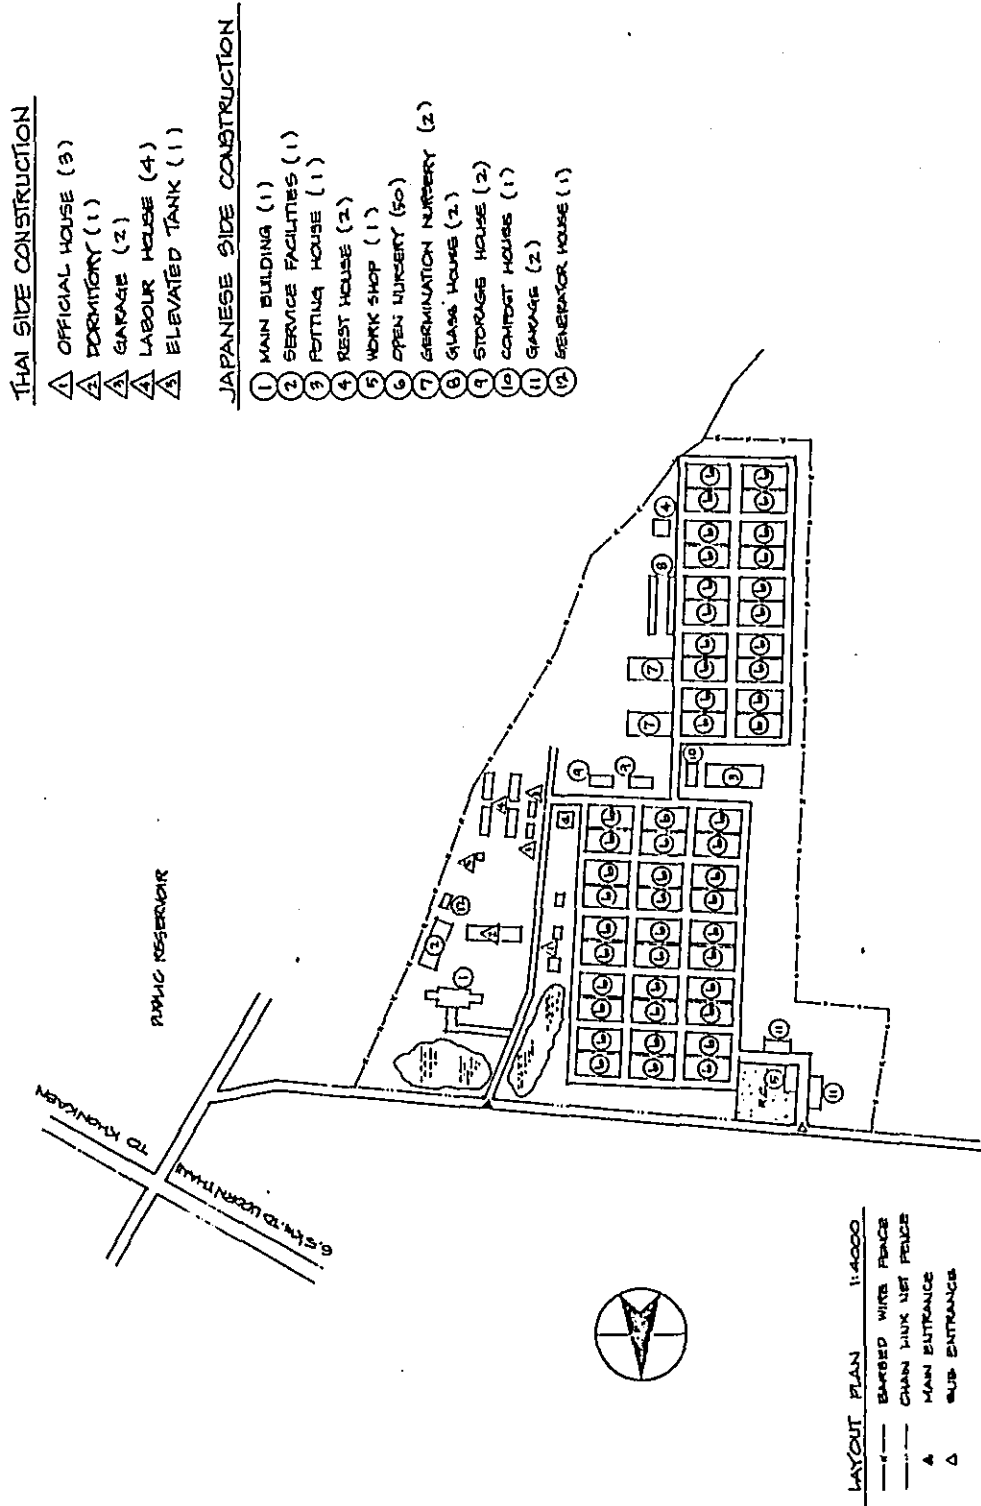 THAI SIDE CONSTRUCTION
1 OFFICIAL HOUSE (3)
2 DORMITORY (1)
3 GARAGE (2)
4 LABOUR HOUSE (4)
5 ELEVATED TANK (1)
JAPANESE SIDE CONSTRUCTION
1 MAIN BUILDING (1)
2 SERVICE FACILITIES (1)
3 POTTING HOUSE (1)
4 REST HOUSE (2)
5 WORK SHOP (1)
6 OPEN NURSERY (50)
7 GERMINATION NURSERY (2)
8 GLASS HOUSE (2)
9 STORAGE HOUSE (2)
10 COMPOST HOUSE (1)
11 GARAGE (2)
12 GENERATOR HOUSE (1)
PUBLIC RESERVOIR
TO KHONKAEN
6.5 KM. TO UDORN THANI
LAYOUT PLAN 1:4000
BARBED WIRE FENCE
CHAIN LINK NET FENCE
MAIN ENTRANCE
SUB ENTRANCE